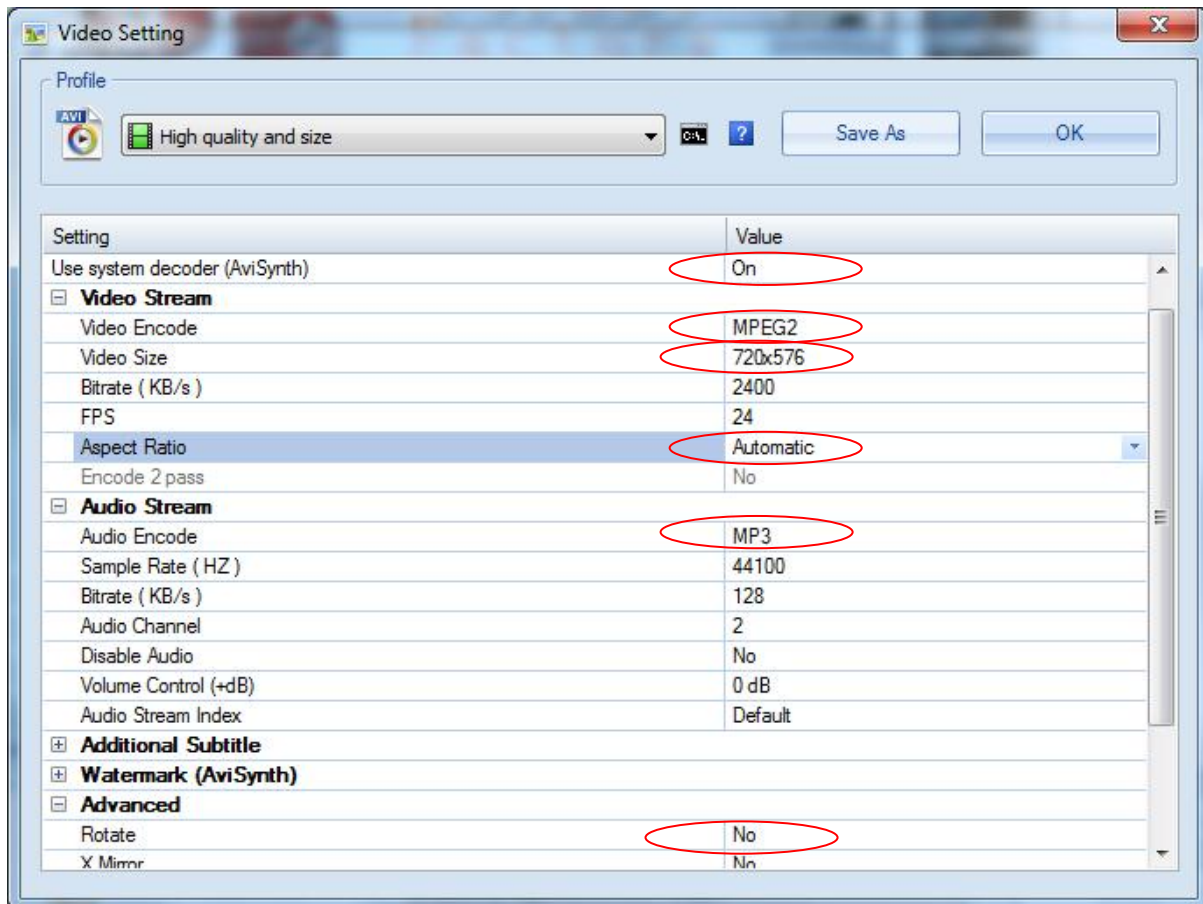 Video Setting
Profile
AVI High quality and size C:\. ? Save As OK
Setting Value
Use system decoder (AviSynth) On
Video Stream
Video Encode MPEG2
Video Size 720x576
Bitrate ( KB/s ) 2400
FPS 24
Aspect Ratio Automatic
Encode 2 pass No
Audio Stream
Audio Encode MP3
Sample Rate ( HZ ) 44100
Bitrate ( KB/s ) 128
Audio Channel 2
Disable Audio No
Volume Control (+dB) 0 dB
Audio Stream Index Default
Additional Subtitle
Watermark (AviSynth)
Advanced
Rotate No
X Mirror No